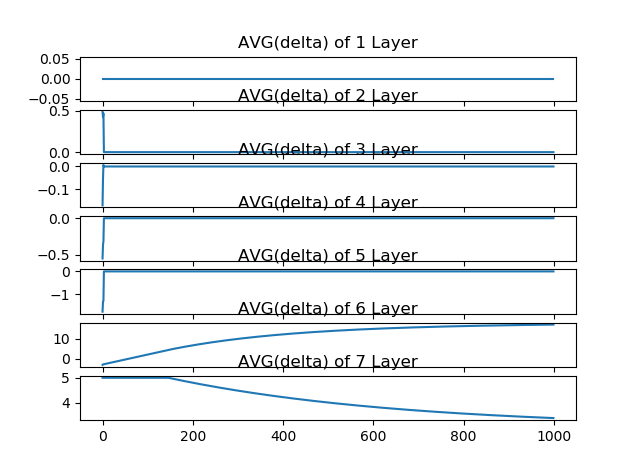 AVG(delta) of 1 Layer
0.05
0.00
−0.05
AVG(delta) of 2 Layer
0.5
0.0
AVG(delta) of 3 Layer
0.0
−0.1
AVG(delta) of 4 Layer
0.0
−0.5
AVG(delta) of 5 Layer
0
−1
AVG(delta) of 6 Layer
10
0
AVG(delta) of 7 Layer
5
4
0 200 400 600 800 1000